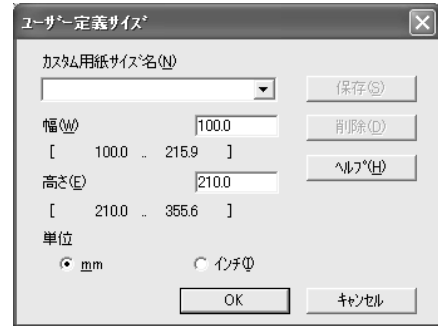 ユーザー定義サイズ
カスタム用紙サイズ名(N)
保存(S)
幅(W) 100.0
削除(D)
[ 100.0 .. 215.9 ]
ヘルプ(H)
高さ(E) 210.0
[ 210.0 .. 355.6 ]
単位
mm インチ(I)
OK キャンセル